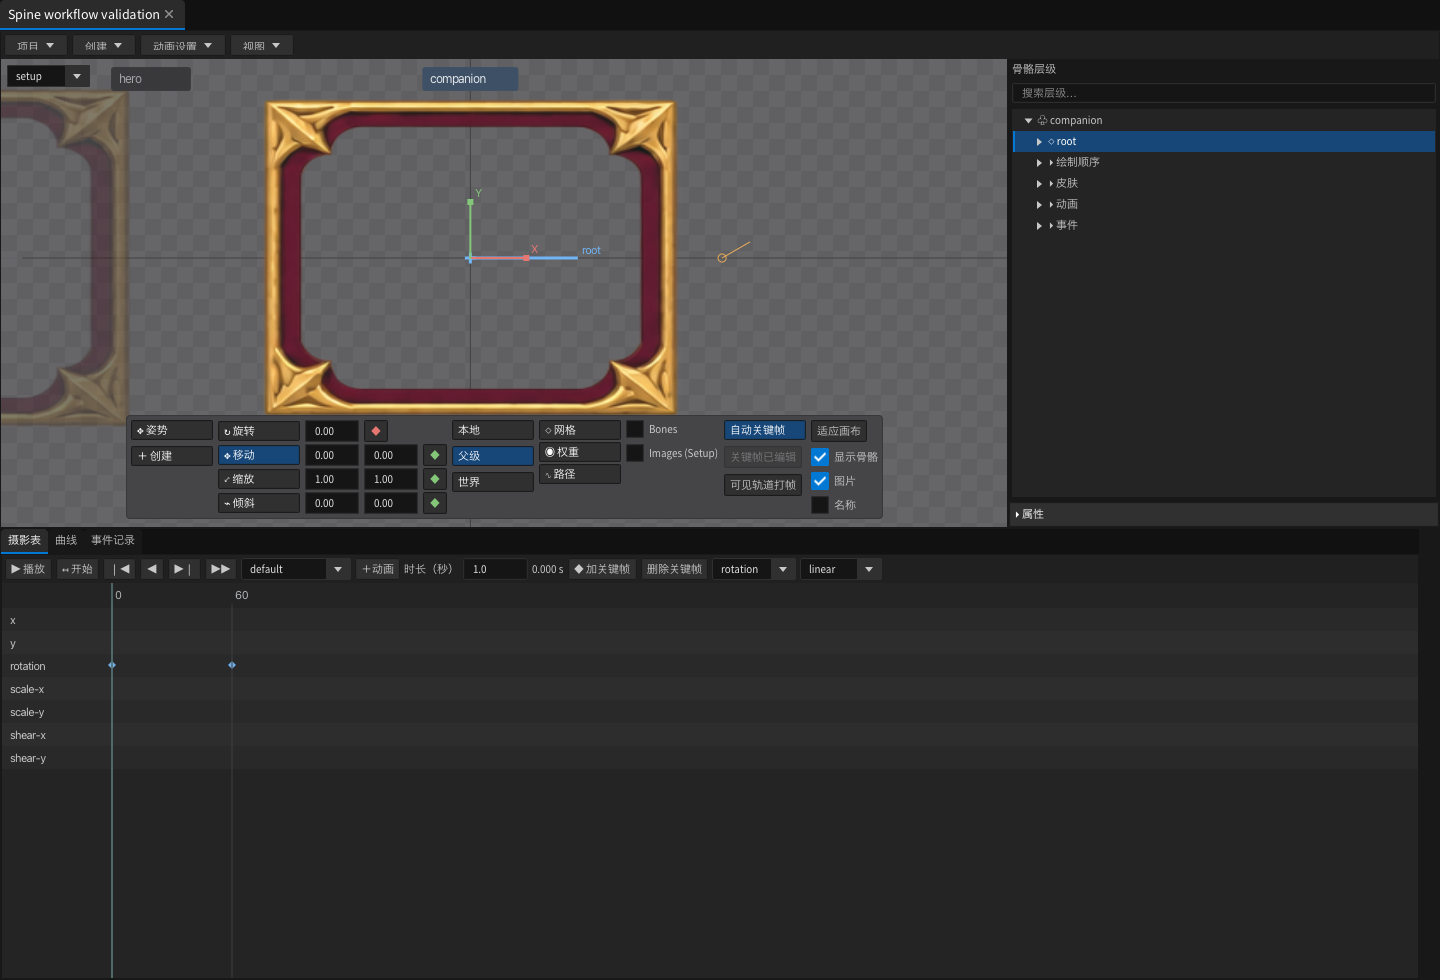 Spine workflow validation
项目
创建
动画设置
视图
setup
hero
companion
Y
X
root
姿势
创建
旋转
0.00
移动
0.00
0.00
缩放
1.00
1.00
倾斜
0.00
0.00
本地
父级
世界
网格
权重
路径
Bones
Images (Setup)
自动关键帧
关键帧已编辑
可见轨道打帧
适应画布
显示骨骼
图片
名称
骨骼层级
搜索层级...
companion
root
绘制顺序
皮肤
动画
事件
属性
摄影表
曲线
事件记录
播放
开始
default
+动画
时长（秒）
1.0
0.000 s
加关键帧
删除关键帧
rotation
linear
0
60
x
y
rotation
scale-x
scale-y
shear-x
shear-y